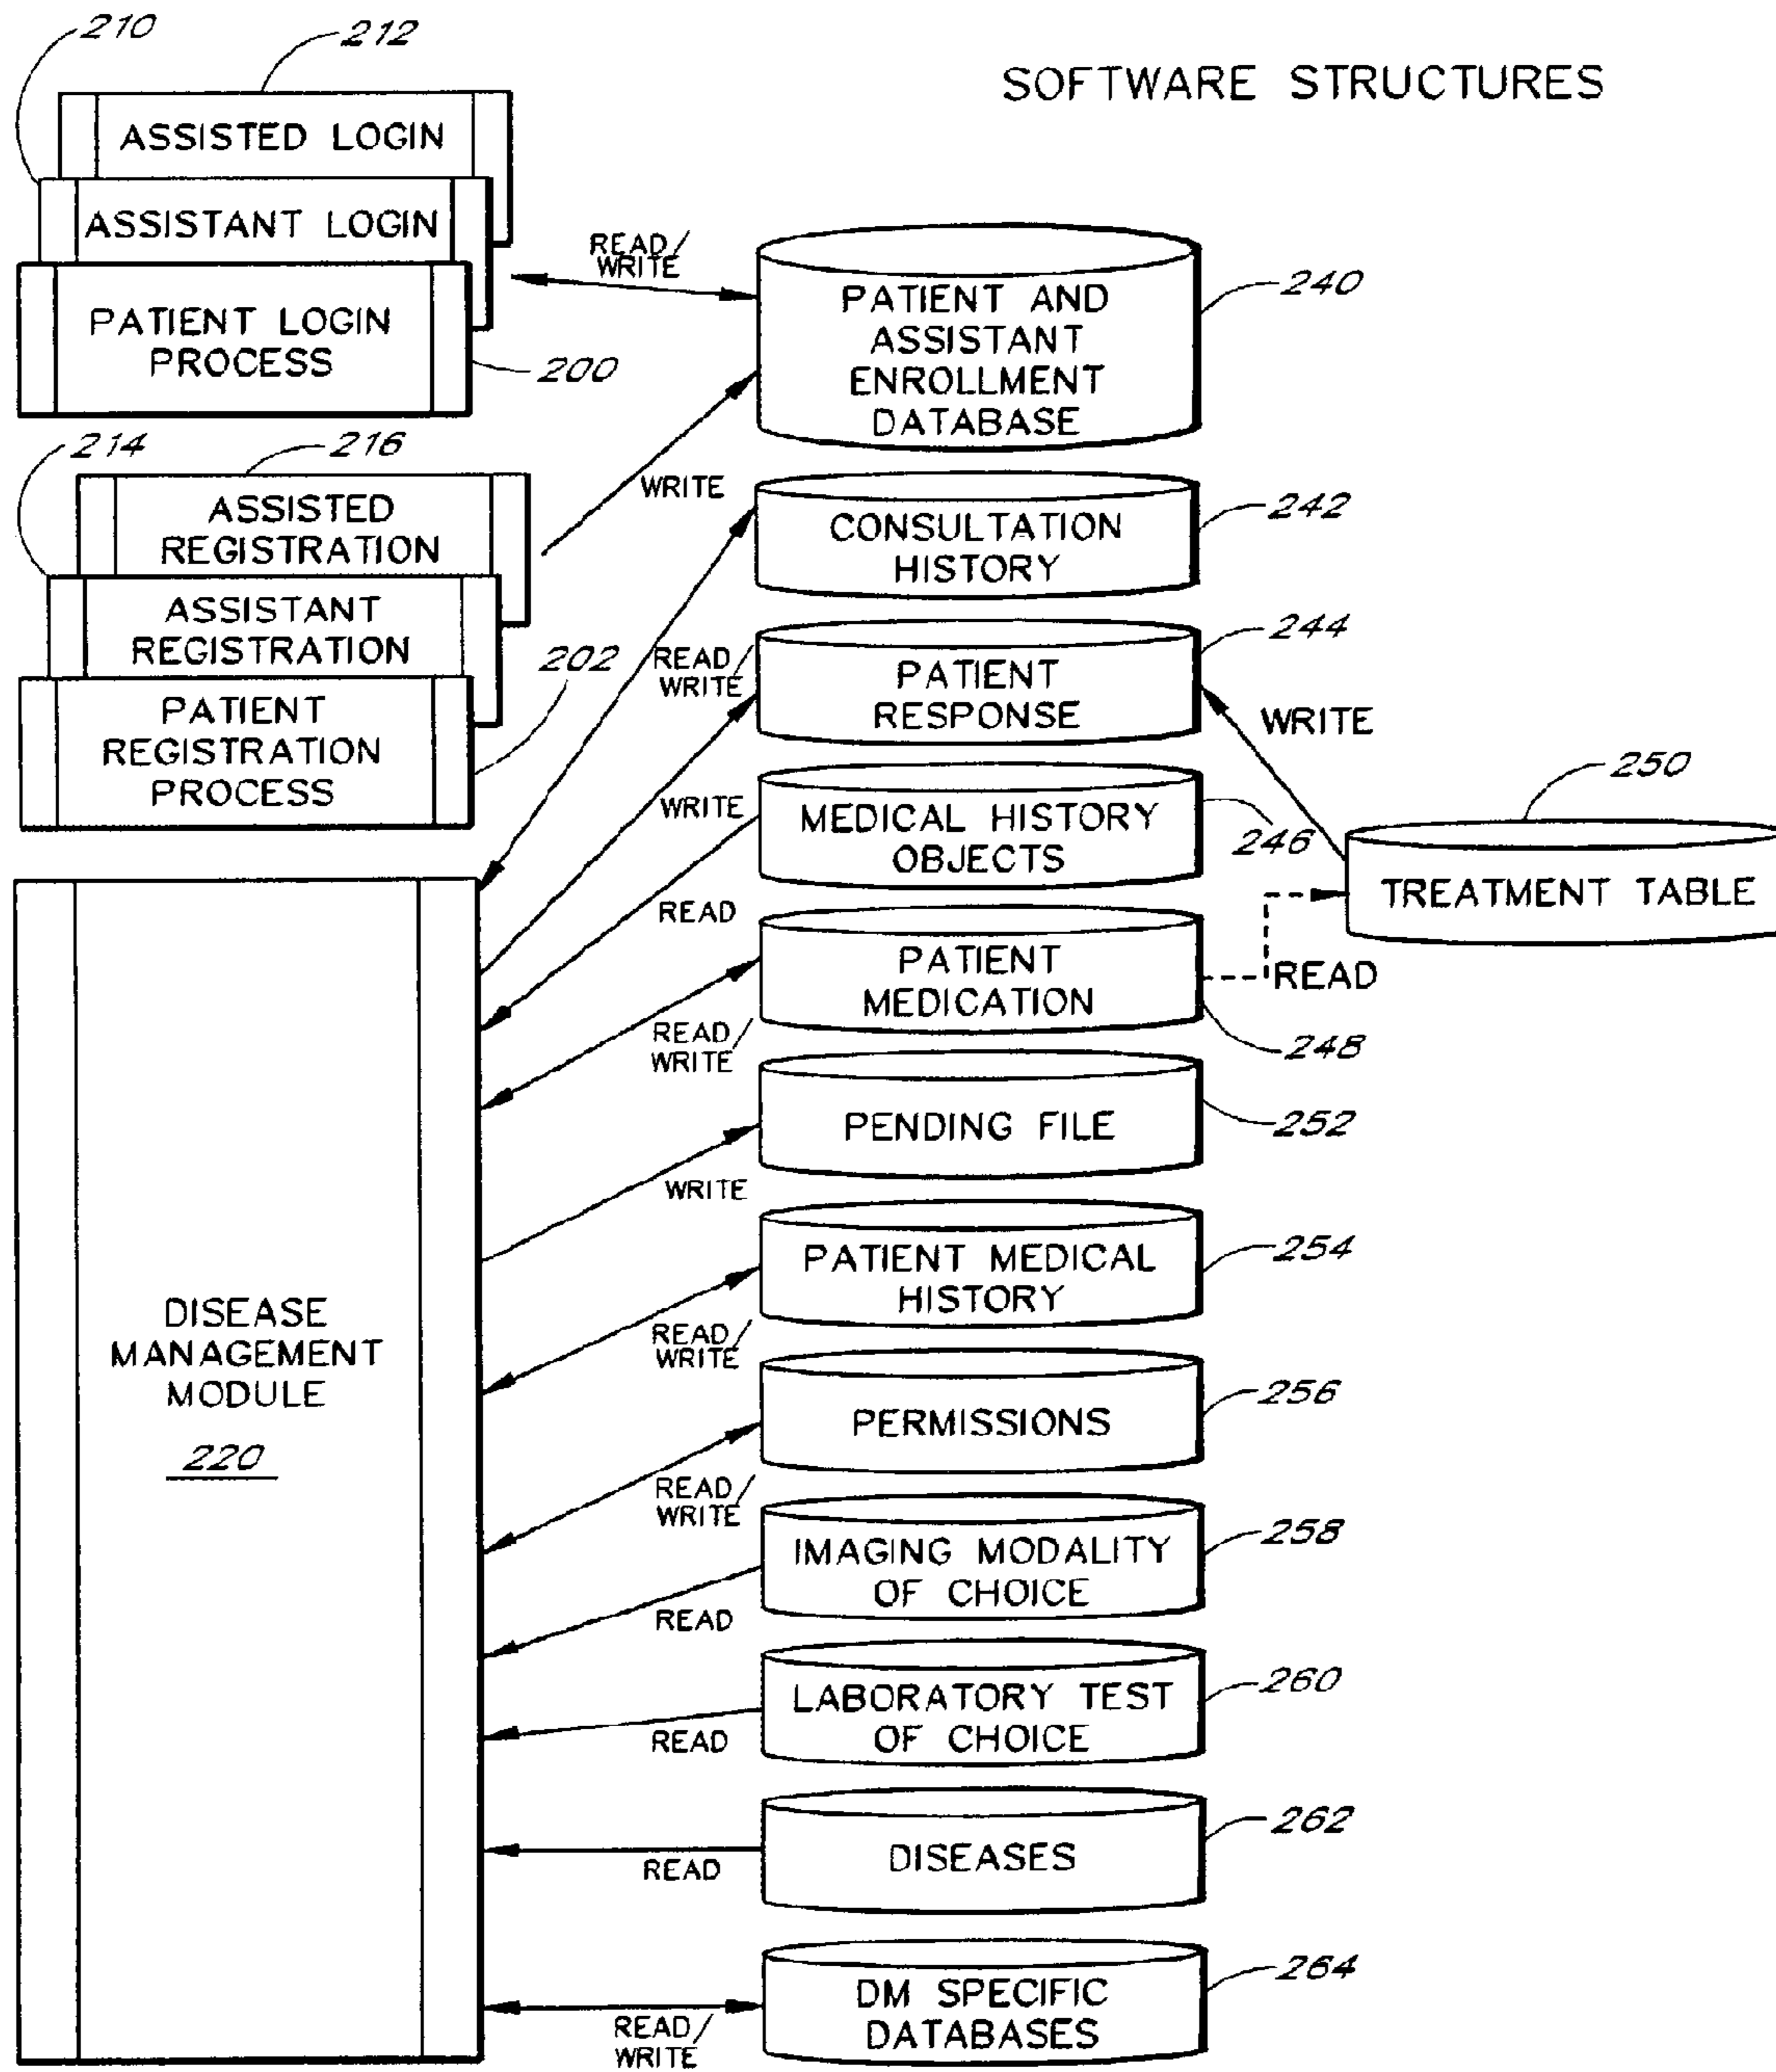 SOFTWARE STRUCTURES
210
212
ASSISTED LOGIN
ASSISTANT LOGIN
PATIENT LOGIN
PROCESS
200
READ/
WRITE
PATIENT AND
ASSISTANT
ENROLLMENT
DATABASE
240
214
216
ASSISTED
REGISTRATION
ASSISTANT
REGISTRATION
PATIENT
REGISTRATION
PROCESS
202
WRITE
CONSULTATION
HISTORY
242
READ/
WRITE
PATIENT
RESPONSE
244
WRITE
WRITE
MEDICAL HISTORY
OBJECTS
246
250
TREATMENT TABLE
READ
PATIENT
MEDICATION
READ
248
READ/
WRITE
PENDING FILE
252
WRITE
PATIENT MEDICAL
HISTORY
254
READ/
WRITE
DISEASE
MANAGEMENT
MODULE
220
PERMISSIONS
256
READ/
WRITE
IMAGING MODALITY
OF CHOICE
258
READ
LABORATORY TEST
OF CHOICE
260
READ
DISEASES
262
READ
DM SPECIFIC
DATABASES
264
READ/
WRITE